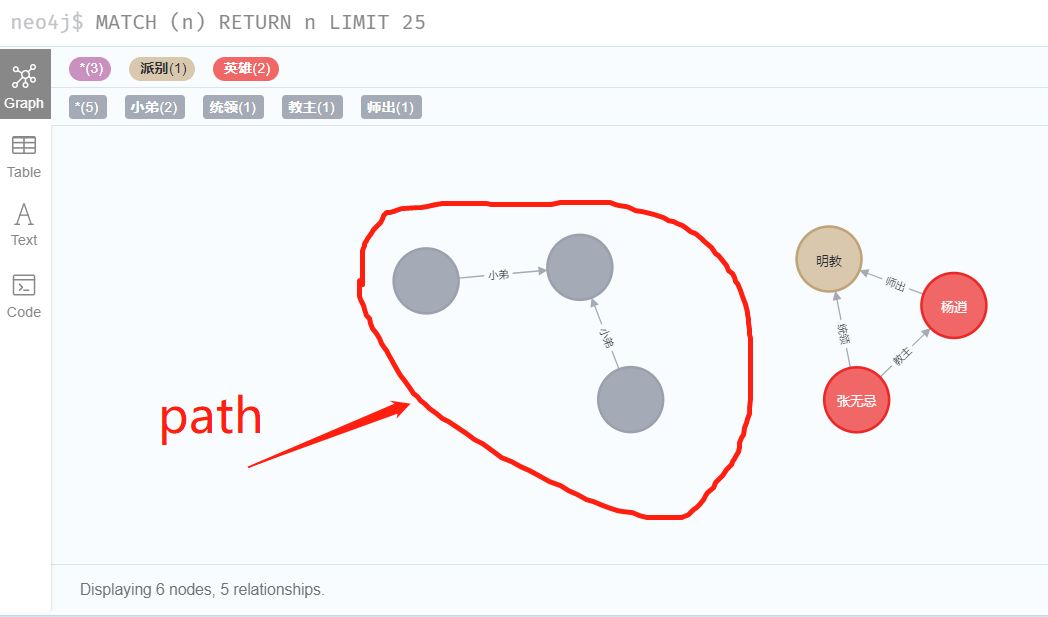 neo4j$ MATCH (n) RETURN n LIMIT 25
*(3) 派别(1) 英雄(2)
Graph
*(5) 小弟(2) 统领(1) 教主(1) 师出(1)
Table
Text
Code
小弟
小弟
path
明教
师出
杨逍
统领
教主
张无忌
Displaying 6 nodes, 5 relationships.